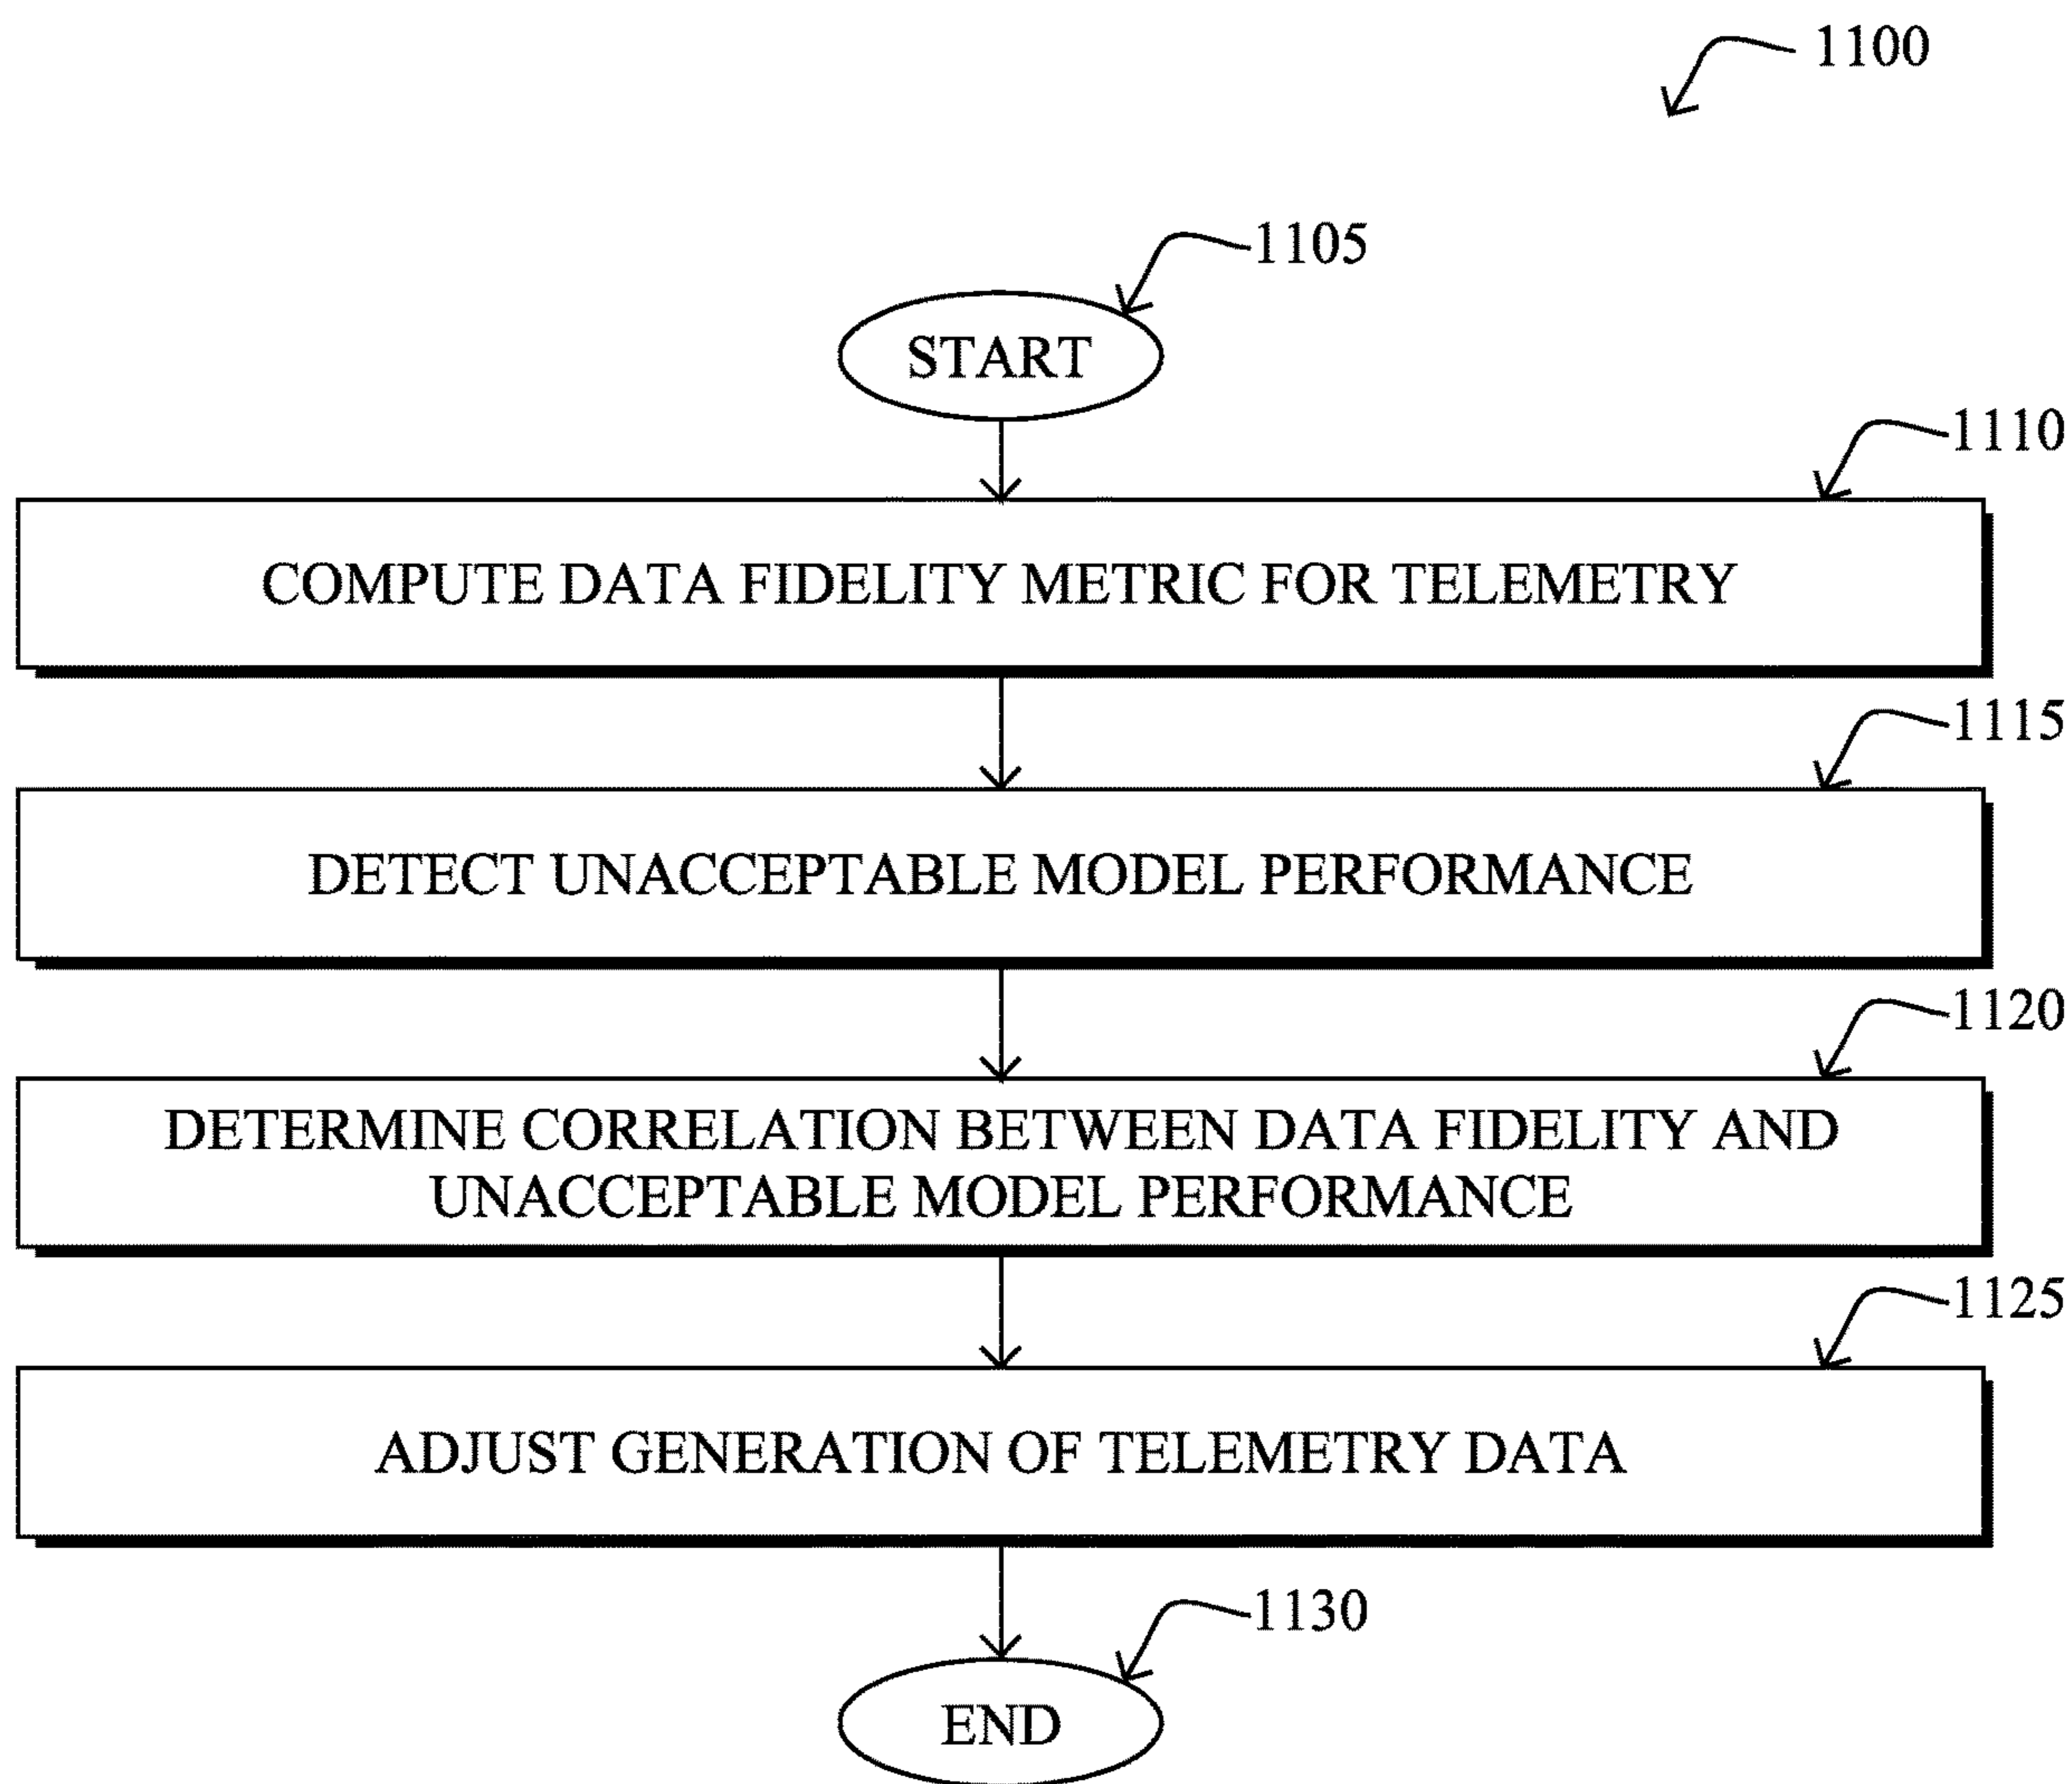 1100
1105
START
1110
COMPUTE DATA FIDELITY METRIC FOR TELEMETRY
1115
DETECT UNACCEPTABLE MODEL PERFORMANCE
1120
DETERMINE CORRELATION BETWEEN DATA FIDELITY AND
UNACCEPTABLE MODEL PERFORMANCE
1125
ADJUST GENERATION OF TELEMETRY DATA
1130
END